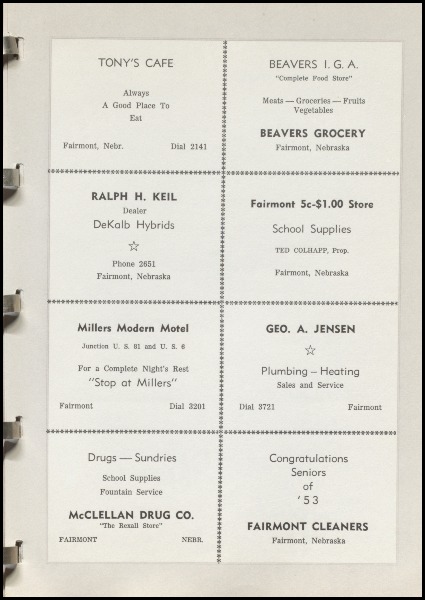 TONY'S CAFE
Always
A Good Place To
Eat
Fairmont, Nebr. Dial 2141
BEAVERS I. G. A.
"Complete Food Store"
Meats — Groceries — Fruits
Vegetables
BEAVERS GROCERY
Fairmont, Nebraska
RALPH H. KEIL
Dealer
DeKalb Hybrids
☆
Phone 2651
Fairmont, Nebraska
Fairmont 5c-$1.00 Store
School Supplies
TED COLHAPP, Prop.
Fairmont, Nebraska
Millers Modern Motel
Junction U. S. 81 and U. S. 6
For a Complete Night's Rest
"Stop at Millers"
Fairmont Dial 3201
GEO. A. JENSEN
☆
Plumbing – Heating
Sales and Service
Dial 3721 Fairmont
Drugs — Sundries
School Supplies
Fountain Service
McCLELLAN DRUG CO.
"The Rexall Store"
FAIRMONT NEBR.
Congratulations
Seniors
of
'53
FAIRMONT CLEANERS
Fairmont, Nebraska